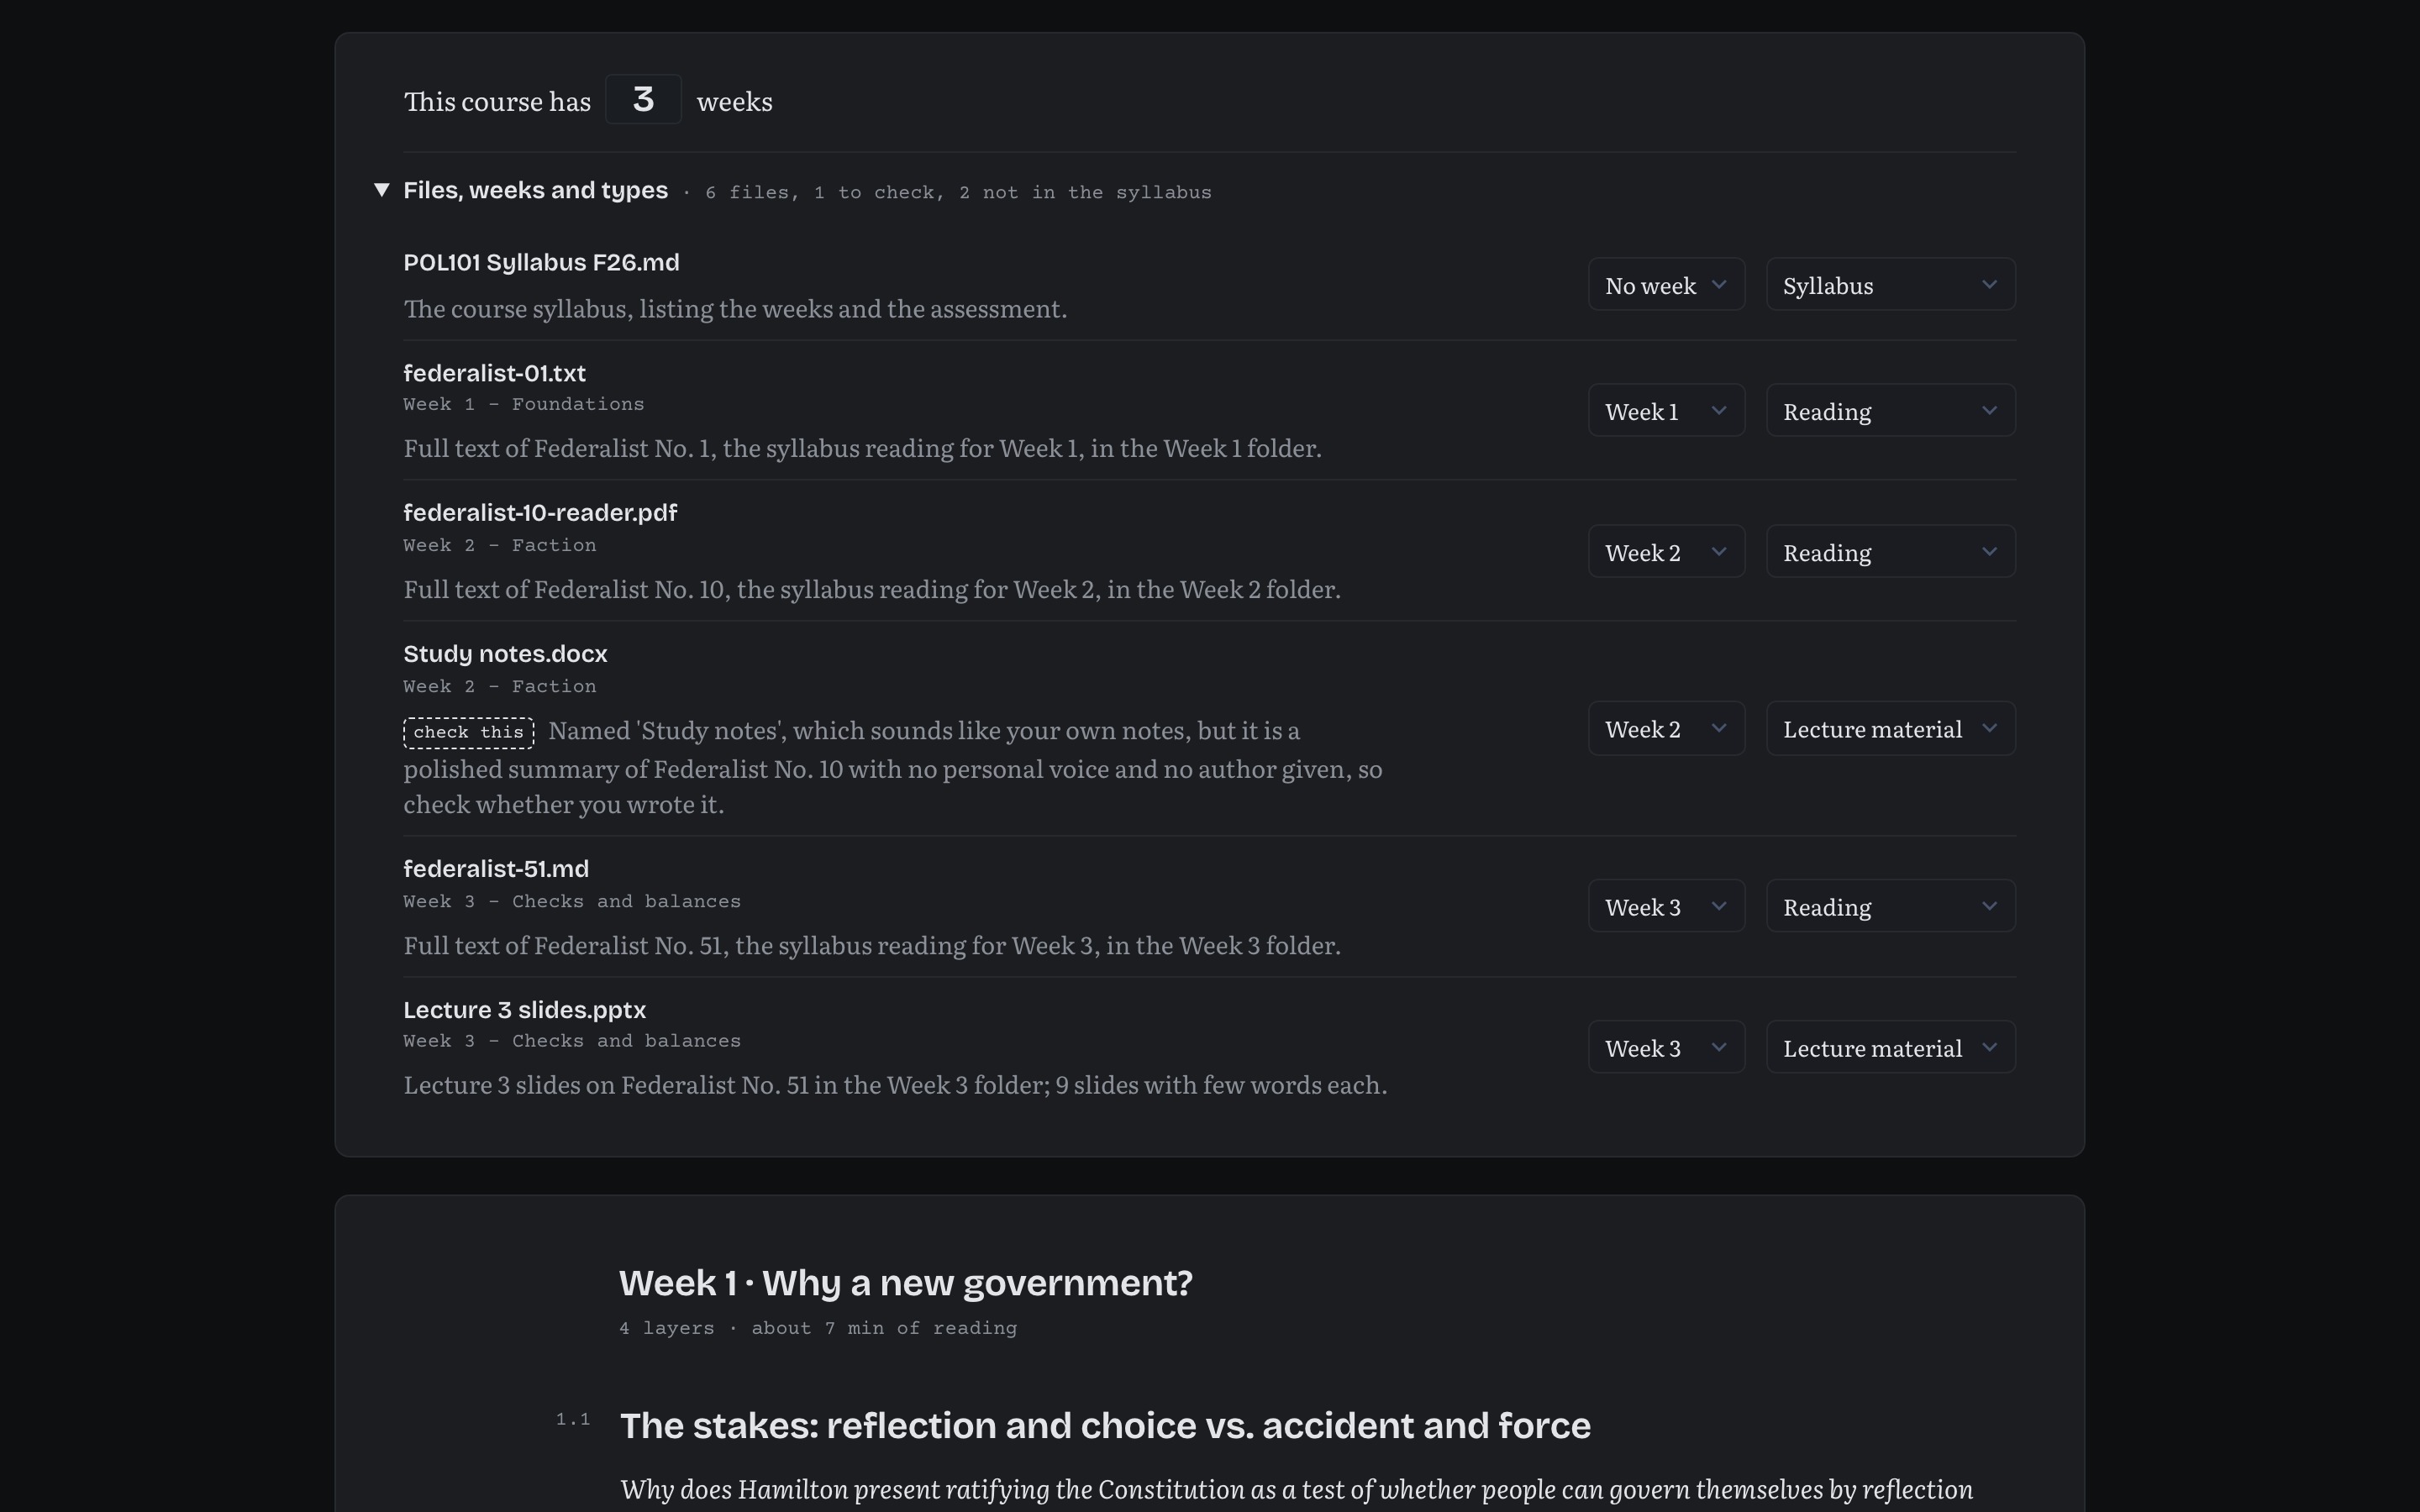 This course has 3 weeks
Files, weeks and types · 6 files, 1 to check, 2 not in the syllabus
POL101 Syllabus F26.md
The course syllabus, listing the weeks and the assessment.
No week
Syllabus
federalist-01.txt
Week 1 - Foundations
Full text of Federalist No. 1, the syllabus reading for Week 1, in the Week 1 folder.
Week 1
Reading
federalist-10-reader.pdf
Week 2 - Faction
Full text of Federalist No. 10, the syllabus reading for Week 2, in the Week 2 folder.
Week 2
Reading
Study notes.docx
Week 2 - Faction
check this Named 'Study notes', which sounds like your own notes, but it is a
polished summary of Federalist No. 10 with no personal voice and no author given, so
check whether you wrote it.
Week 2
Lecture material
federalist-51.md
Week 3 - Checks and balances
Full text of Federalist No. 51, the syllabus reading for Week 3, in the Week 3 folder.
Week 3
Reading
Lecture 3 slides.pptx
Week 3 - Checks and balances
Lecture 3 slides on Federalist No. 51 in the Week 3 folder; 9 slides with few words each.
Week 3
Lecture material
Week 1 · Why a new government?
4 layers · about 7 min of reading
1.1 The stakes: reflection and choice vs. accident and force
Why does Hamilton present ratifying the Constitution as a test of whether people can govern themselves by reflection